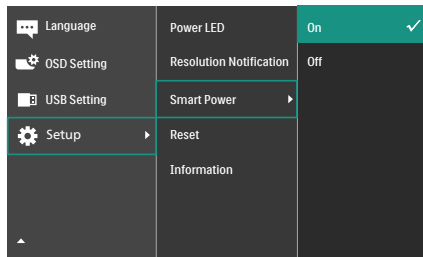 Language
OSD Setting
USB Setting
Setup
Power LED
Resolution Notification
Smart Power
Reset
Information
On
Off